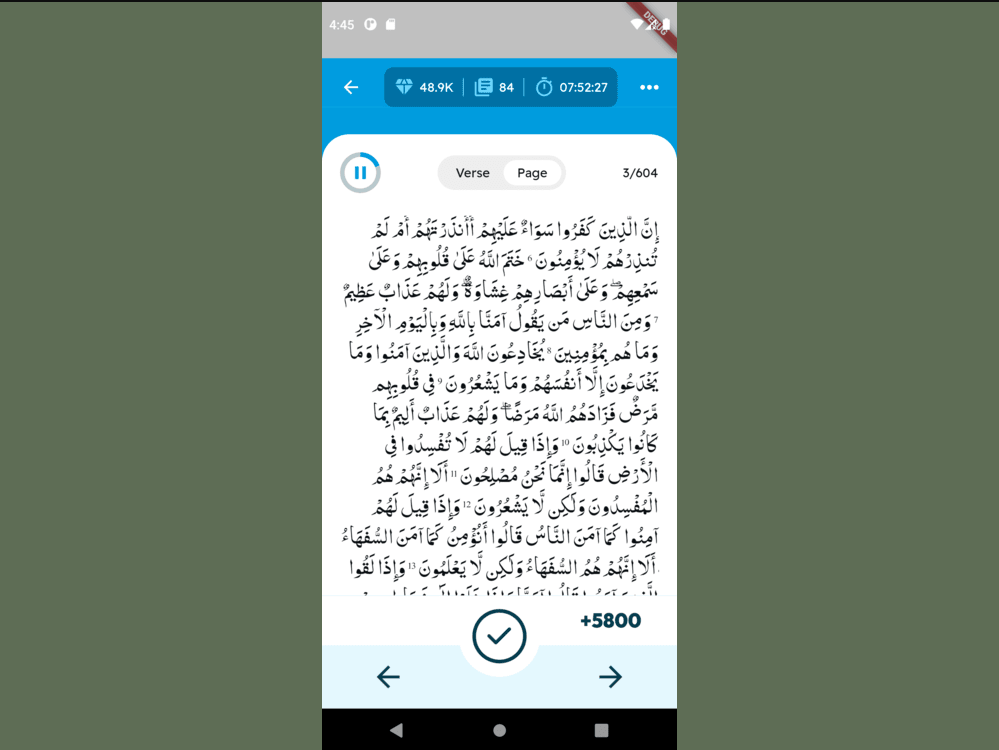 4:45
DEBUG
48.9K
84
07:52:27
Verse
Page
3/604
إِنَّ الَّذِينَ كَفَرُوا سَوَاءٌ عَلَيْهِمْ أَأَنذَرْتَهُمْ أَمْ لَمْ
تُنذِرْهُمْ لَا يُؤْمِنُونَ 6 خَتَمَ اللَّهُ عَلَىٰ قُلُوبِهِمْ وَعَلَىٰ
سَمْعِهِمْ ۖ وَعَلَىٰ أَبْصَارِهِمْ غِشَاوَةٌ ۖ وَلَهُمْ عَذَابٌ عَظِيمٌ
7 وَمِنَ النَّاسِ مَن يَقُولُ آمَنَّا بِاللَّهِ وَبِالْيَوْمِ الْآخِرِ
وَمَا هُم بِمُؤْمِنِينَ 8 يُخَادِعُونَ اللَّهَ وَالَّذِينَ آمَنُوا وَمَا
يَخْدَعُونَ إِلَّا أَنفُسَهُمْ وَمَا يَشْعُرُونَ 9 فِي قُلُوبِهِم
مَّرَضٌ فَزَادَهُمُ اللَّهُ مَرَضًا ۖ وَلَهُمْ عَذَابٌ أَلِيمٌ بِمَا
كَانُوا يَكْذِبُونَ 10 وَإِذَا قِيلَ لَهُمْ لَا تُفْسِدُوا فِي
الْأَرْضِ قَالُوا إِنَّمَا نَحْنُ مُصْلِحُونَ 11 أَلَا إِنَّهُمْ هُمُ
الْمُفْسِدُونَ وَلَٰكِن لَّا يَشْعُرُونَ 12 وَإِذَا قِيلَ لَهُمْ
آمِنُوا كَمَا آمَنَ النَّاسُ قَالُوا أَنُؤْمِنُ كَمَا آمَنَ السُّفَهَاءُ
أَلَا إِنَّهُمْ هُمُ السُّفَهَاءُ وَلَٰكِن لَّا يَعْلَمُونَ 13 وَإِذَا لَقُوا
+5800